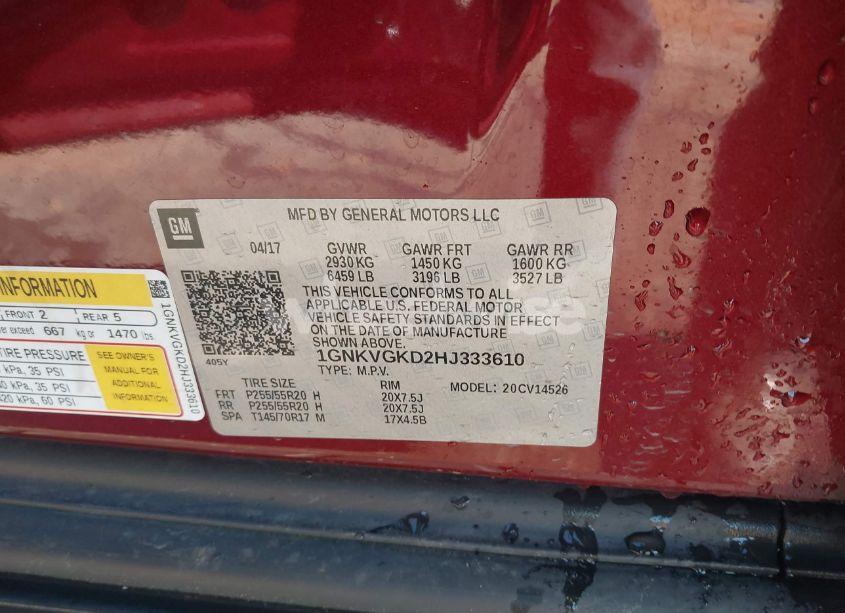 GM
MFD BY GENERAL MOTORS LLC
04/17 GVWR GAWR FRT GAWR RR
2930 KG 1450 KG 1600 KG
6459 LB 3196 LB 3527 LB
THIS VEHICLE CONFORMS TO ALL
APPLICABLE U.S. FEDERAL MOTOR
VEHICLE SAFETY STANDARDS IN EFFECT
ON THE DATE OF MANUFACTURE
SHOWN ABOVE.
405Y
1GNKVGKD2HJ333610
TYPE: M.P.V.
MODEL: 20CV14526
TIRE SIZE RIM
FRT P255/55R20 H 20X7.5J
RR P255/55R20 H 20X7.5J
SPA T145/70R17 M 17X4.5B
INFORMATION
FRONT 2 REAR 5
exceed 667 kg or 1470 lbs.
TIRE PRESSURE
kPa, 35 PSI
kPa, 35 PSI
420 kPa, 60 PSI
SEE OWNER'S
MANUAL FOR
ADDITIONAL
INFORMATION
1GNKVGKD2HJ333610